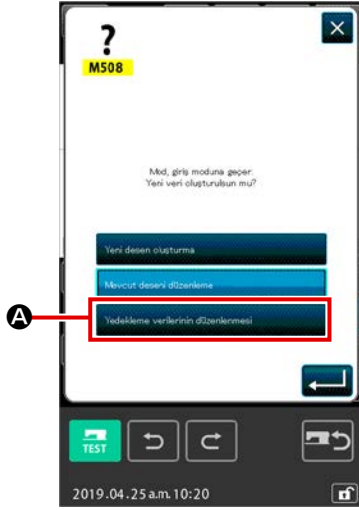 ?
M508
Mod, giriş moduna geçer.
Yeni veri oluşturulsun mu?
Yeni desen oluşturma
Mevcut deseni düzenleme
A
Yedekleme verilerinin düzenlenmesi
TEST
2019.04.25 a.m. 10:20